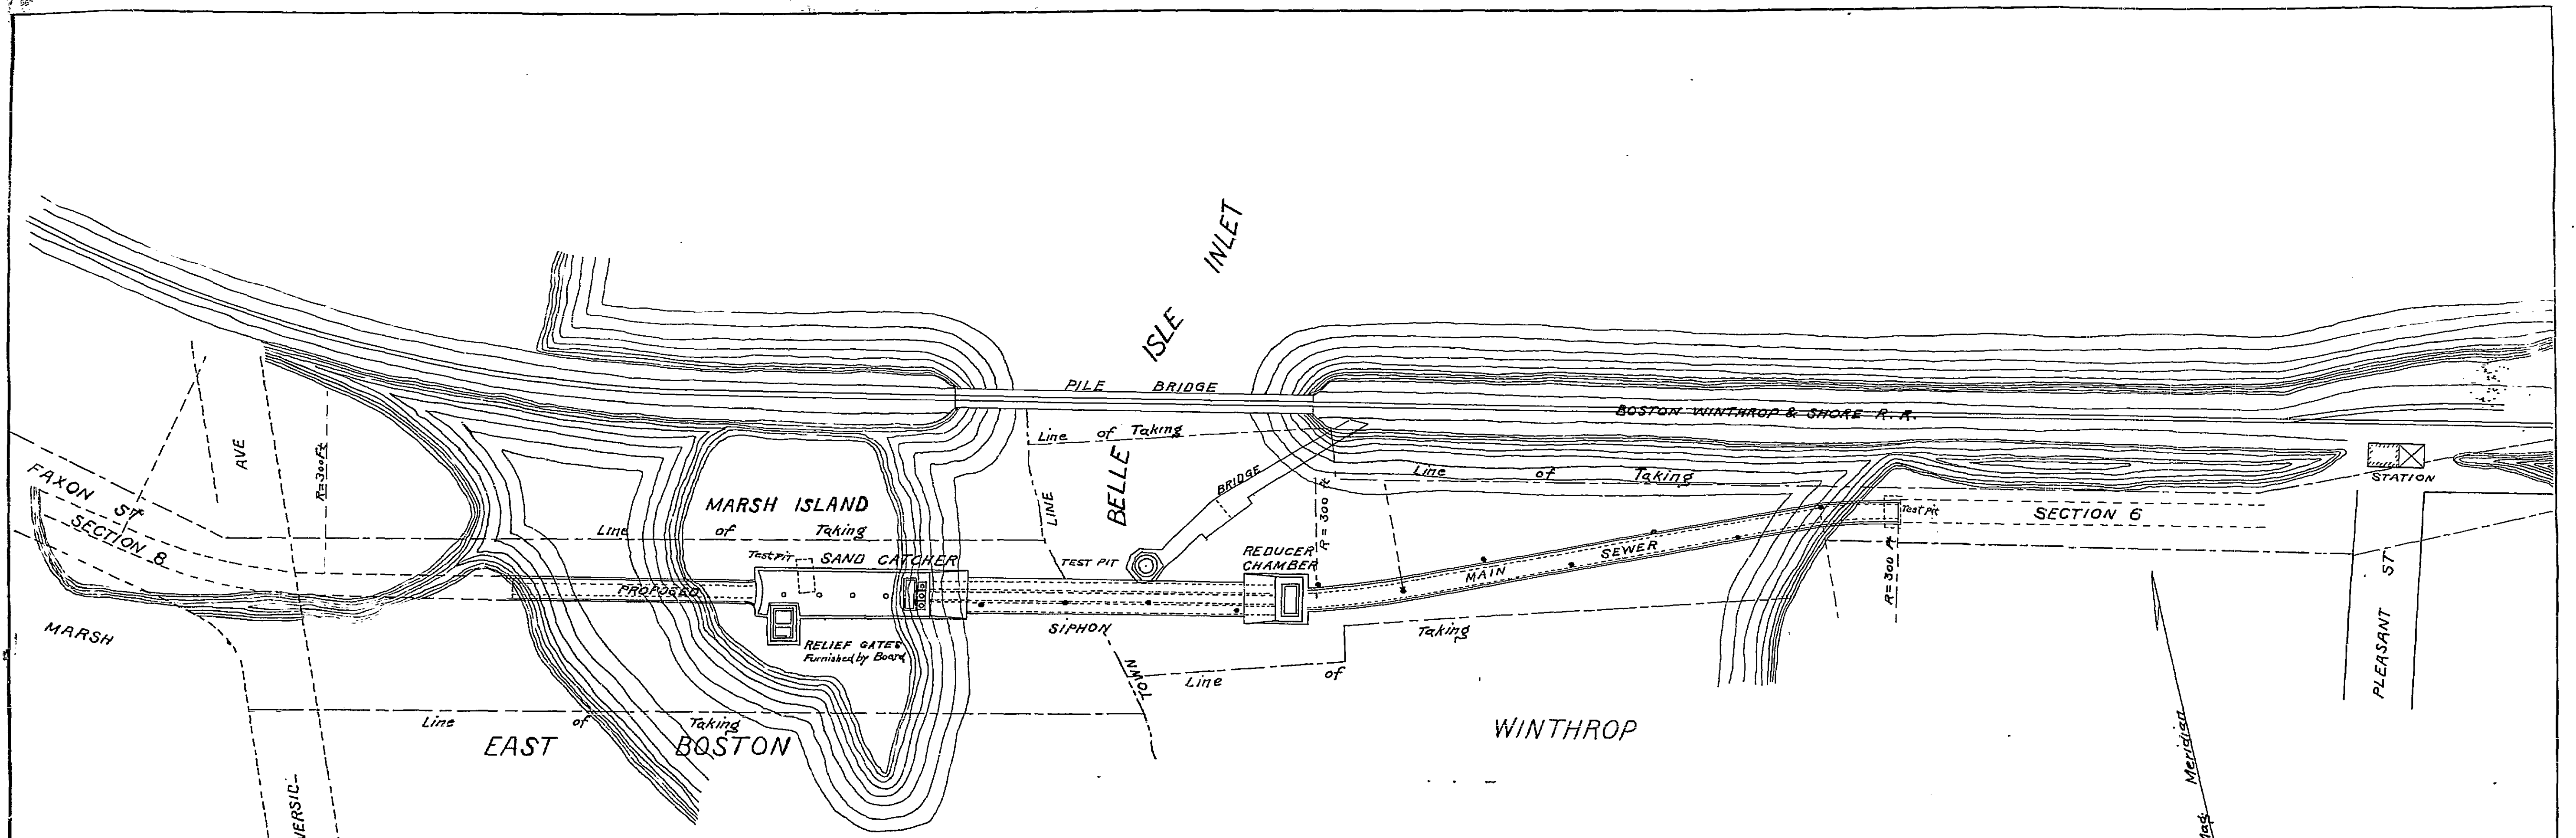 BELLE ISLE INLET
PILE BRIDGE
BOSTON WINTHROP & SHORE R. R.
Line of Taking
Line of Taking
AVE
R=300Ft
FAXON ST
SECTION 8
MARSH
MARSH ISLAND
Line of Taking
Test Pit
SAND CATCHER
PROPOSED
RELIEF GATES
Furnished by Board
LINE
TOWN
BRIDGE
TEST PIT
SIPHON
REDUCER
CHAMBER
R=300 ft
MAIN SEWER
Test Pit
SECTION 6
R=300 ft
STATION
PLEASANT ST
Line of Taking
Line of Taking
EAST BOSTON
WINTHROP
Mag. Meridian